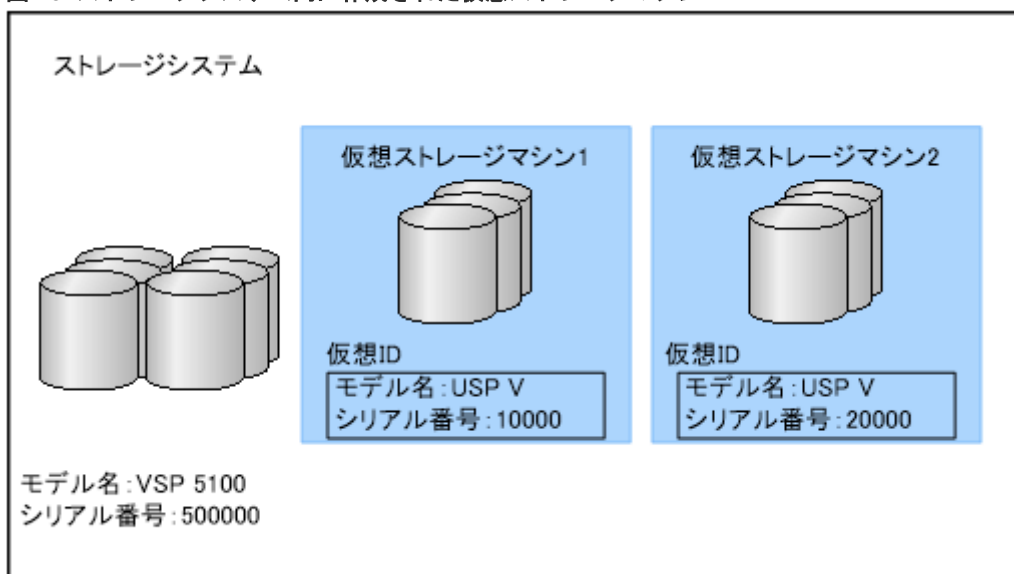 ストレージシステム
仮想ストレージマシン1
仮想ストレージマシン2
仮想ID
モデル名:USP V
シリアル番号:10000
仮想ID
モデル名:USP V
シリアル番号:20000
モデル名:VSP 5100
シリアル番号:500000